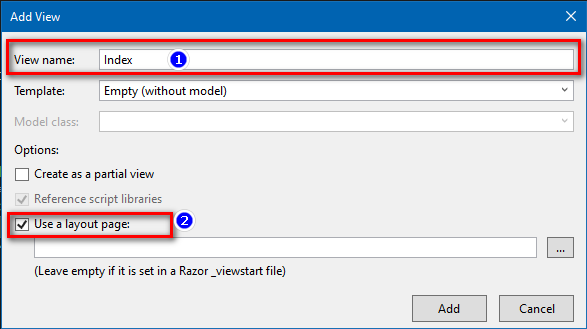 Add View
View name: Index 1
Template: Empty (without model)
Model class:
Options:
Create as a partial view
Reference script libraries
Use a layout page: 2
...
(Leave empty if it is set in a Razor _viewstart file)
Add Cancel